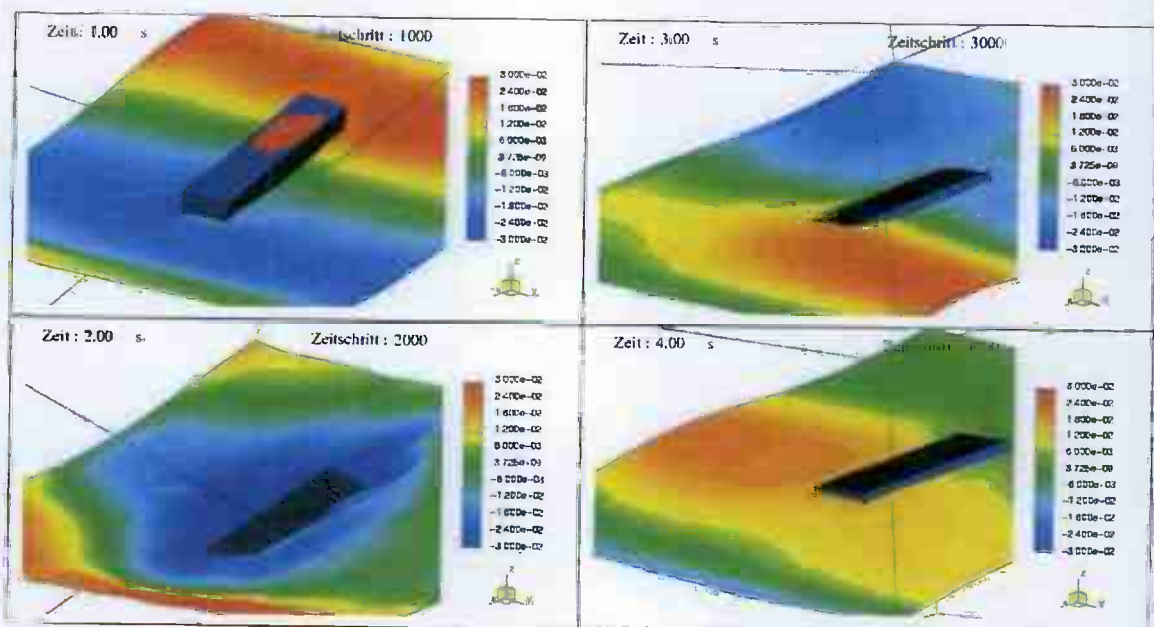 Zeit: 1.00 s
tschritt : 1000
3.000e-02
2.400e-02
1.800e-02
1.200e-02
6.000e-03
3.725e-09
-6.000e-03
-1.200e-02
-1.800e-02
-2.400e-02
-3.000e-02
z
Zeit : 3.00 s
Zeitschritt : 3000
3.000e-02
2.400e-02
1.800e-02
1.200e-02
6.000e-03
3.725e-09
-6.000e-03
-1.200e-02
-1.800e-02
-2.400e-02
-3.000e-02
z
Zeit : 2.00 s
Zeitschritt : 2000
3.000e-02
2.400e-02
1.800e-02
1.200e-02
6.000e-03
3.725e-09
-6.000e-03
-1.200e-02
-1.800e-02
-2.400e-02
-3.000e-02
z
Zeit : 4.00 s
3.000e-02
2.400e-02
1.800e-02
1.200e-02
6.000e-03
3.725e-09
-6.000e-03
-1.200e-02
-1.800e-02
-2.400e-02
-3.000e-02
z